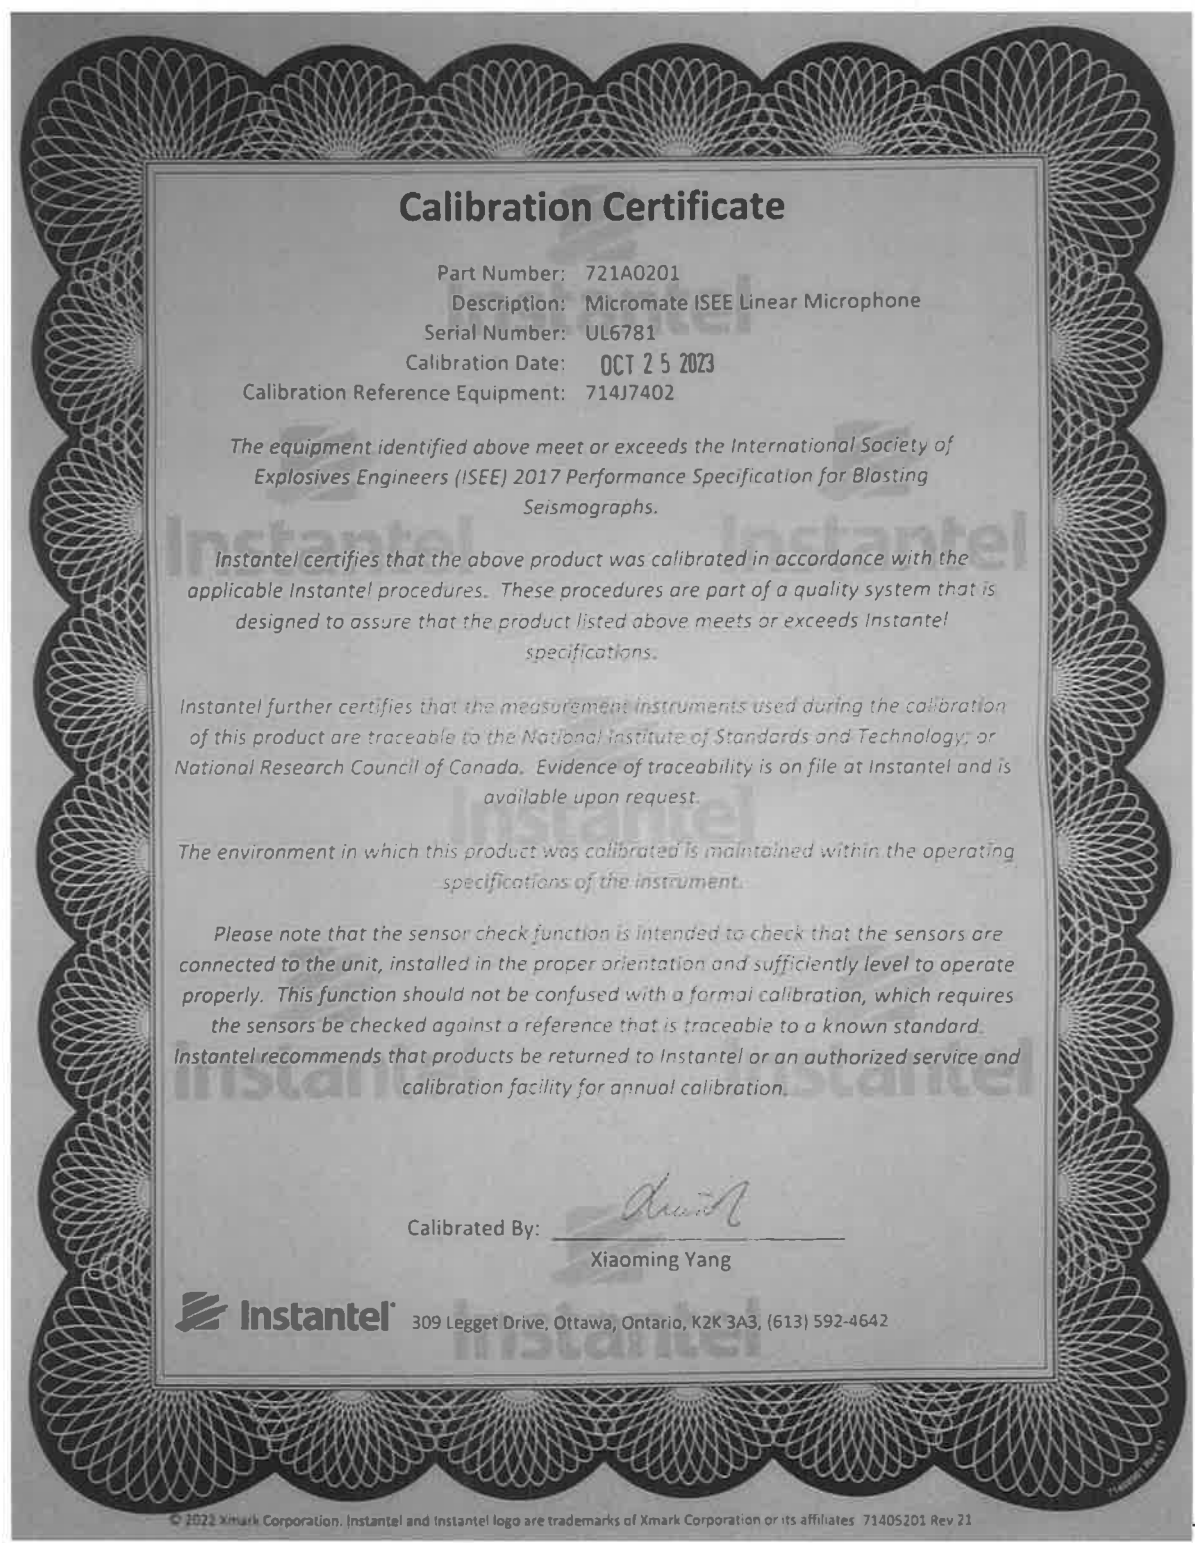 Calibration Certificate
Part Number: 721A0201
Description: Micromate ISEE Linear Microphone
Serial Number: UL6781
Calibration Date: OCT 25 2023
Calibration Reference Equipment: 714J7402
The equipment identified above meet or exceeds the International Society of
Explosives Engineers (ISEE) 2017 Performance Specification for Blasting
Seismographs.
Instantel certifies that the above product was calibrated in accordance with the
applicable Instantel procedures. These procedures are part of a quality system that is
designed to assure that the product listed above meets or exceeds Instantel
specifications.
Instantel further certifies that the measurement instruments used during the calibration
of this product are traceable to the National Institute of Standards and Technology; or
National Research Council of Canada. Evidence of traceability is on file at Instantel and is
available upon request.
The environment in which this product was calibrated is maintained within the operating
specifications of the instrument.
Please note that the sensor check function is intended to check that the sensors are
connected to the unit, installed in the proper orientation and sufficiently level to operate
properly. This function should not be confused with a formal calibration, which requires
the sensors be checked against a reference that is traceable to a known standard.
Instantel recommends that products be returned to Instantel or an authorized service and
calibration facility for annual calibration.
Calibrated By:
Xiaoming Yang
Instantel 309 Legget Drive, Ottawa, Ontario, K2K 3A3, (613) 592-4642
© 2022 Xmark Corporation. Instantel and Instantel logo are trademarks of Xmark Corporation or its affiliates 71405201 Rev 21